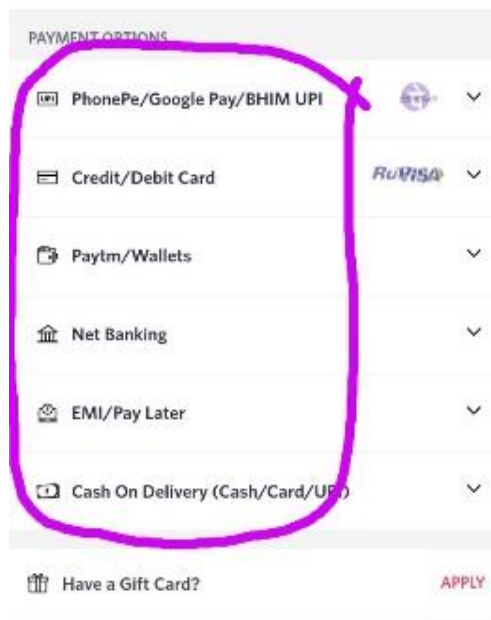 PAYMENT OPTIONS
PhonePe/Google Pay/BHIM UPI
Credit/Debit Card
Paytm/Wallets
Net Banking
EMI/Pay Later
Cash On Delivery (Cash/Card/UPI)
Have a Gift Card? APPLY